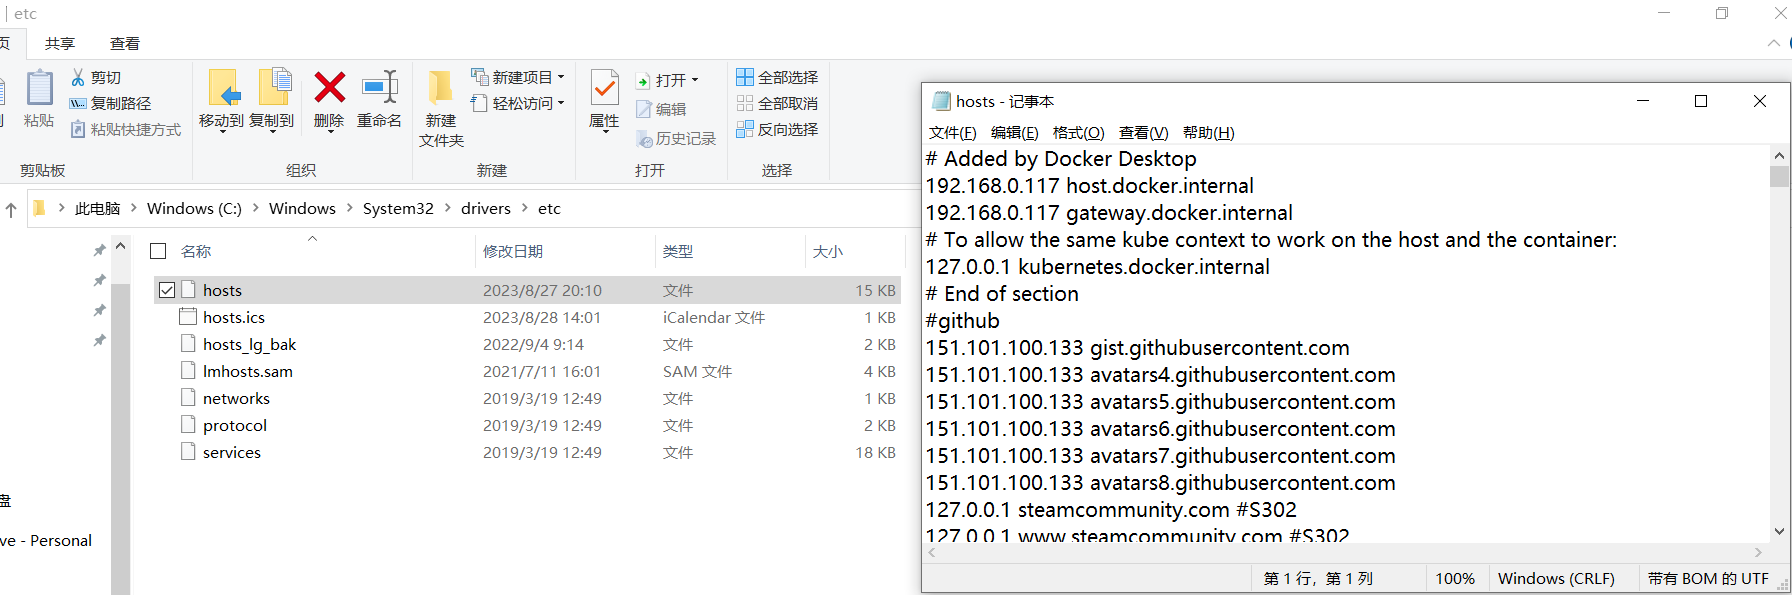 etc
页 共享 查看
粘贴
剪切
复制路径
粘贴快捷方式
剪贴板
移动到 复制到 删除 重命名
组织
新建
文件夹
新建项目
轻松访问
新建
属性
打开
编辑
历史记录
打开
全部选择
全部取消
反向选择
选择
此电脑 Windows (C:) Windows System32 drivers etc
名称 修改日期 类型 大小
hosts 2023/8/27 20:10 文件 15 KB
hosts.ics 2023/8/28 14:01 iCalendar 文件 1 KB
hosts_lg_bak 2022/9/4 9:14 文件 2 KB
lmhosts.sam 2021/7/11 16:01 SAM 文件 4 KB
networks 2019/3/19 12:49 文件 1 KB
protocol 2019/3/19 12:49 文件 2 KB
services 2019/3/19 12:49 文件 18 KB
盘
ve - Personal
hosts - 记事本
文件(F) 编辑(E) 格式(O) 查看(V) 帮助(H)
# Added by Docker Desktop
192.168.0.117 host.docker.internal
192.168.0.117 gateway.docker.internal
# To allow the same kube context to work on the host and the container:
127.0.0.1 kubernetes.docker.internal
# End of section
#github
151.101.100.133 gist.githubusercontent.com
151.101.100.133 avatars4.githubusercontent.com
151.101.100.133 avatars5.githubusercontent.com
151.101.100.133 avatars6.githubusercontent.com
151.101.100.133 avatars7.githubusercontent.com
151.101.100.133 avatars8.githubusercontent.com
127.0.0.1 steamcommunity.com #S302
127.0.0.1 www.steamcommunity.com #S302
第 1 行，第 1 列 100% Windows (CRLF) 带有 BOM 的 UTF